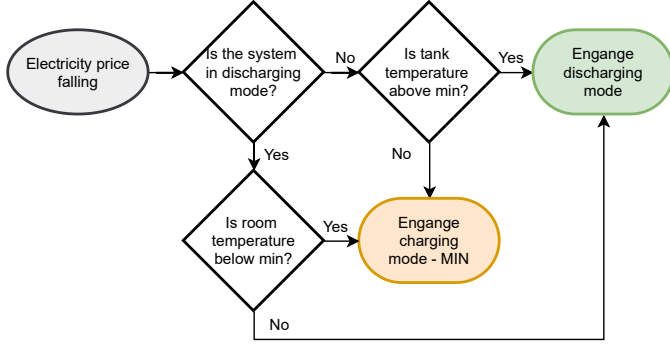 Electricity price
falling
Is the system
in discharging
mode?
No
Is tank
temperature
above min?
Yes
Engange
discharging
mode
Yes
No
Is room
temperature
below min?
Yes
Engange
charging
mode - MIN
No